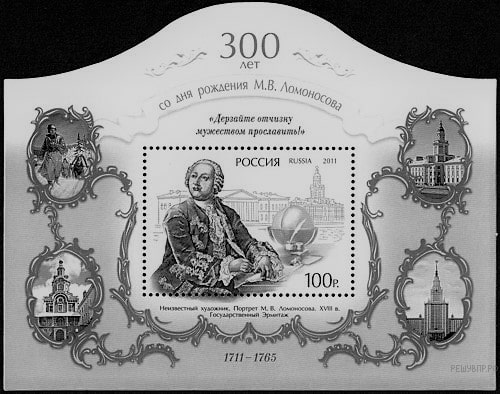 300
ЛЕТ
СО ДНЯ РОЖДЕНИЯ М.В. ЛОМОНОСОВА
«Дерзайте отчизну
мужеством прославить!»
РОССИЯ RUSSIA 2011
100р.
Неизвестный художник. Портрет М. В. Ломоносова. XVIII в.
Государственный Эрмитаж
1711-1765
РЕШУВПР.РФ